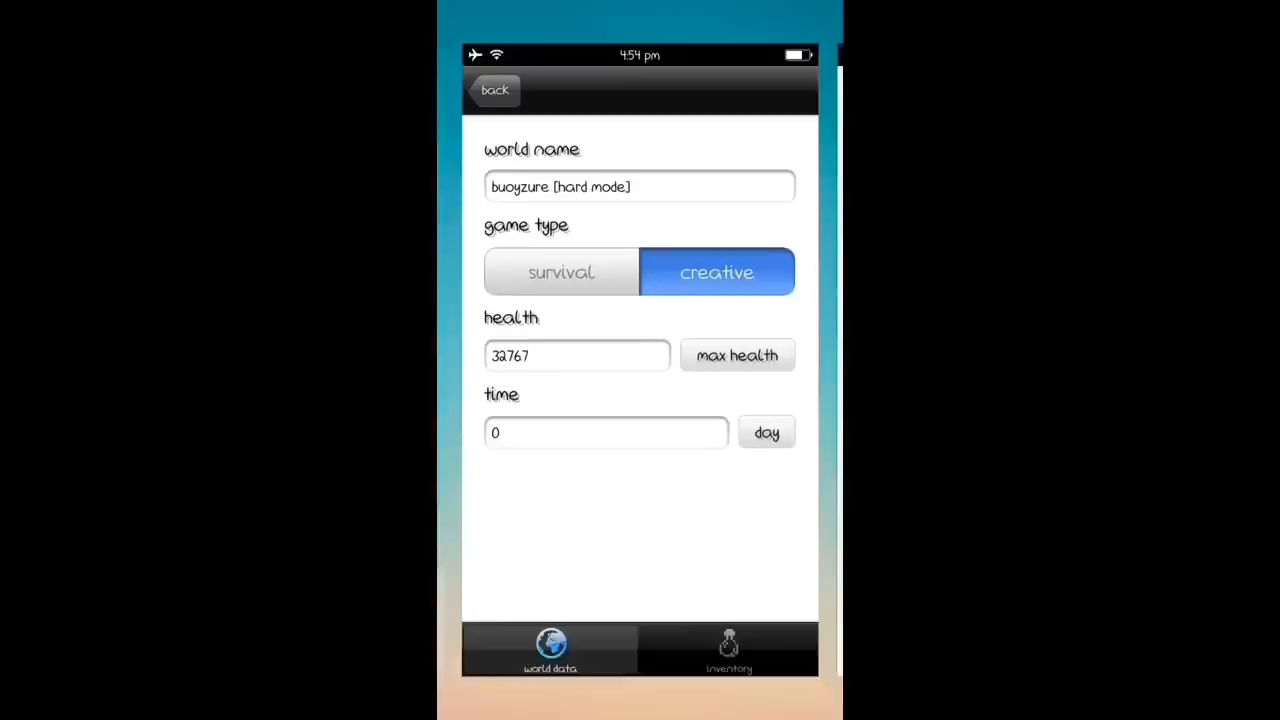 4:54 pm
back
world name
buoyzure [hard mode]
game type
survival creative
health
32767 max health
time
0 day
world data inventory